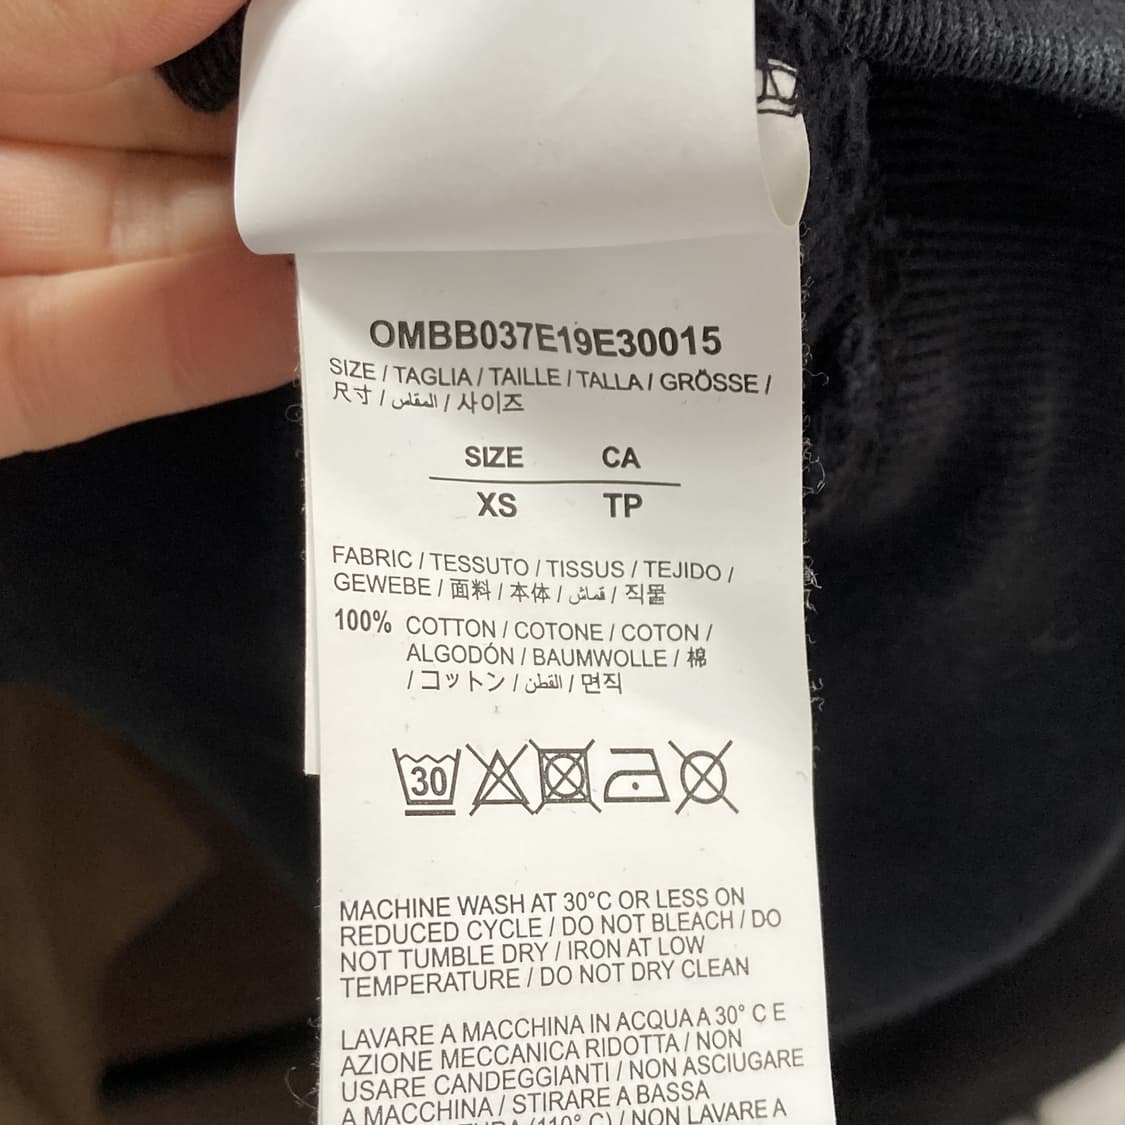 OMBB037E19E30015
SIZE / TAGLIA / TAILLE / TALLA / GRÖSSE /
尺寸 / المقاس / 사이즈
SIZE CA
XS TP
FABRIC / TESSUTO / TISSUS / TEJIDO /
GEWEBE / 面料 / 本体 / قماش / 직물
100% COTTON / COTONE / COTON /
ALGODÓN / BAUMWOLLE / 棉
/ コットン / القطن / 면직
30
MACHINE WASH AT 30°C OR LESS ON
REDUCED CYCLE / DO NOT BLEACH / DO
NOT TUMBLE DRY / IRON AT LOW
TEMPERATURE / DO NOT DRY CLEAN
LAVARE A MACCHINA IN ACQUA A 30° C E
AZIONE MECCANICA RIDOTTA / NON
USARE CANDEGGIANTI / NON ASCIUGARE
A MACCHINA / STIRARE A BASSA
(110° C) / NON LAVARE A